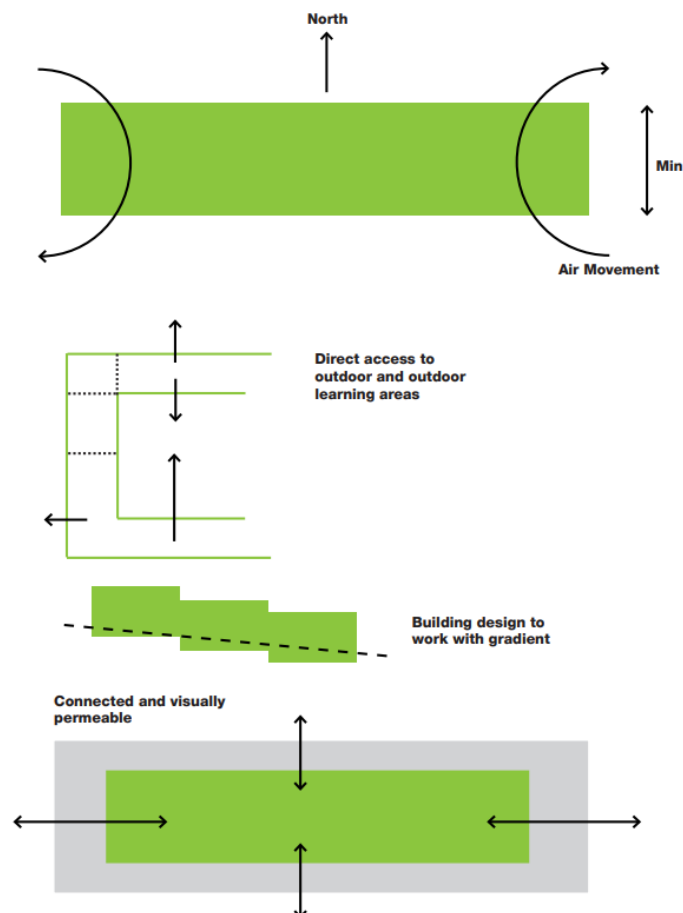 North
Min
Air Movement
Direct access to
outdoor and outdoor
learning areas
Building design to
work with gradient
Connected and visually
permeable